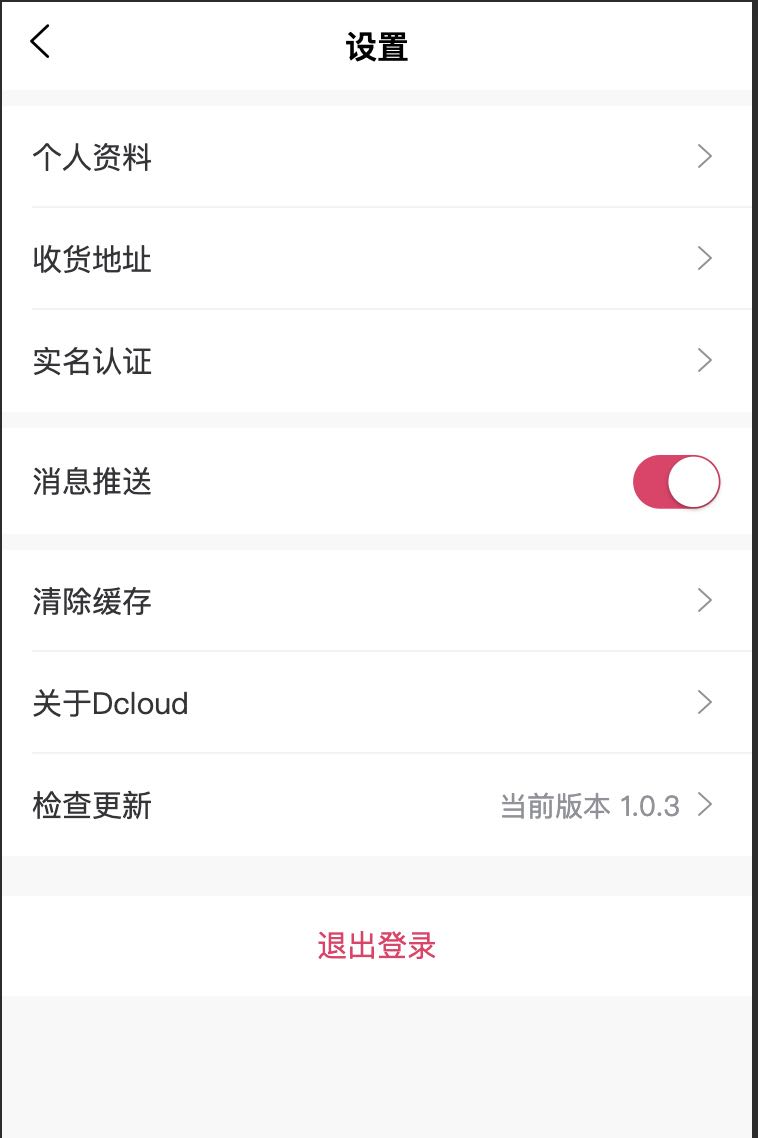 设置
个人资料
收货地址
实名认证
消息推送
清除缓存
关于Dcloud
检查更新 当前版本 1.0.3
退出登录